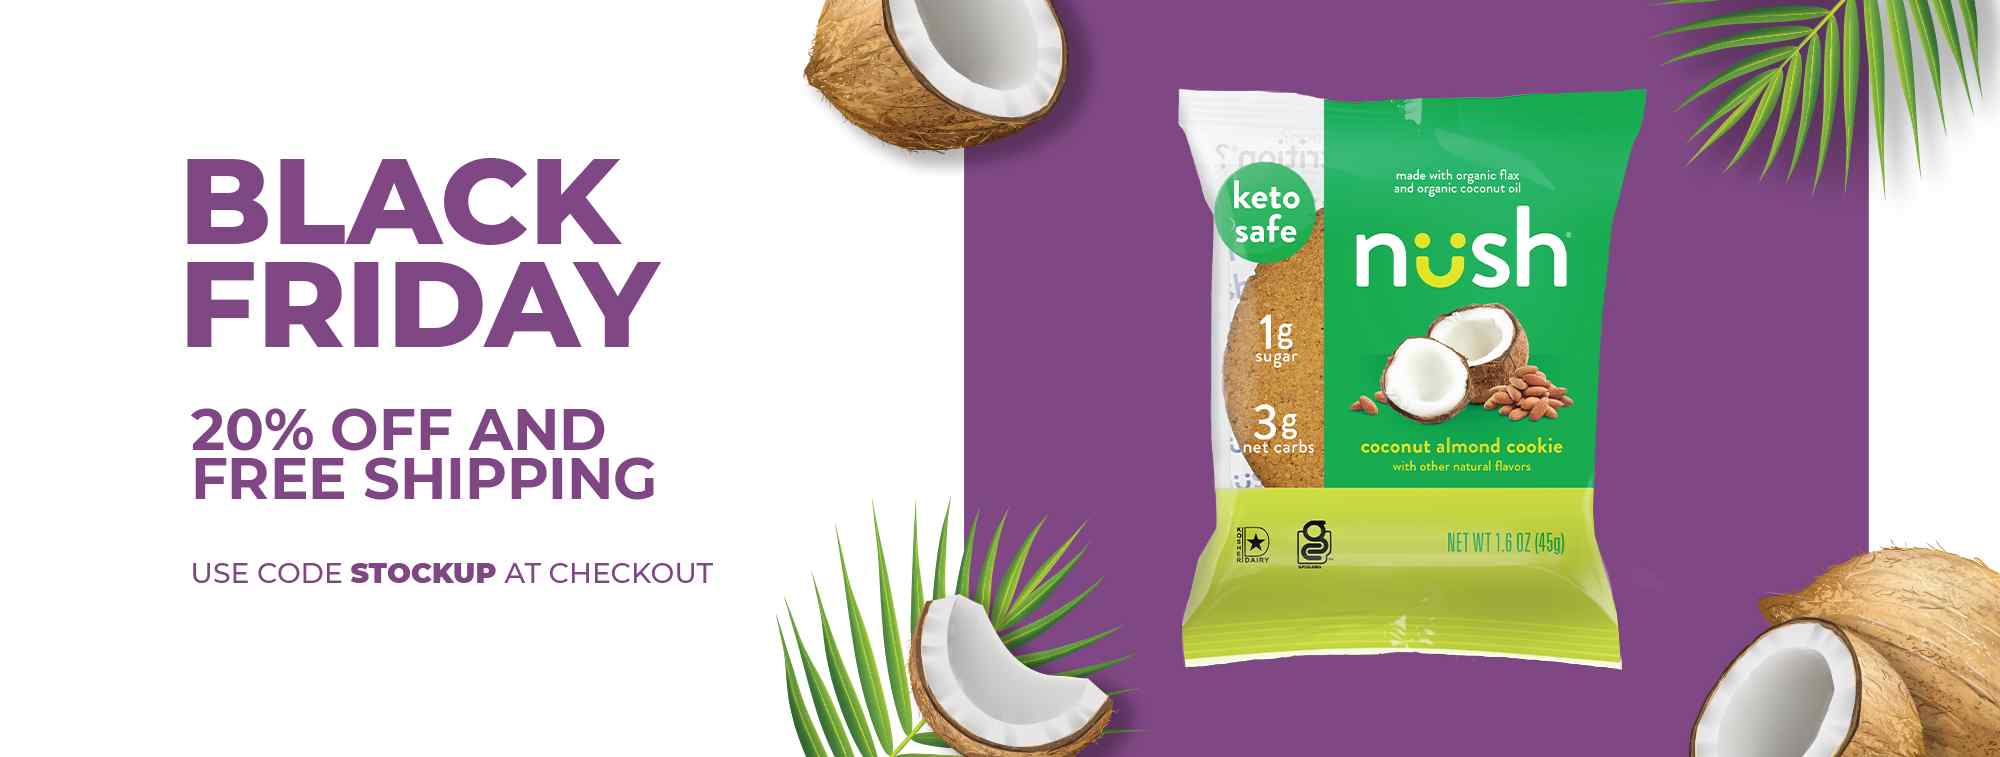 BLACK
FRIDAY
20% OFF AND
FREE SHIPPING
USE CODE STOCKUP AT CHECKOUT
keto
safe
1g
sugar
3g
net carbs
made with organic flax
and organic coconut oil
nüsh
coconut almond cookie
with other natural flavors
KOSHER
D
DAIRY
NET WT 1.6 OZ (45g)